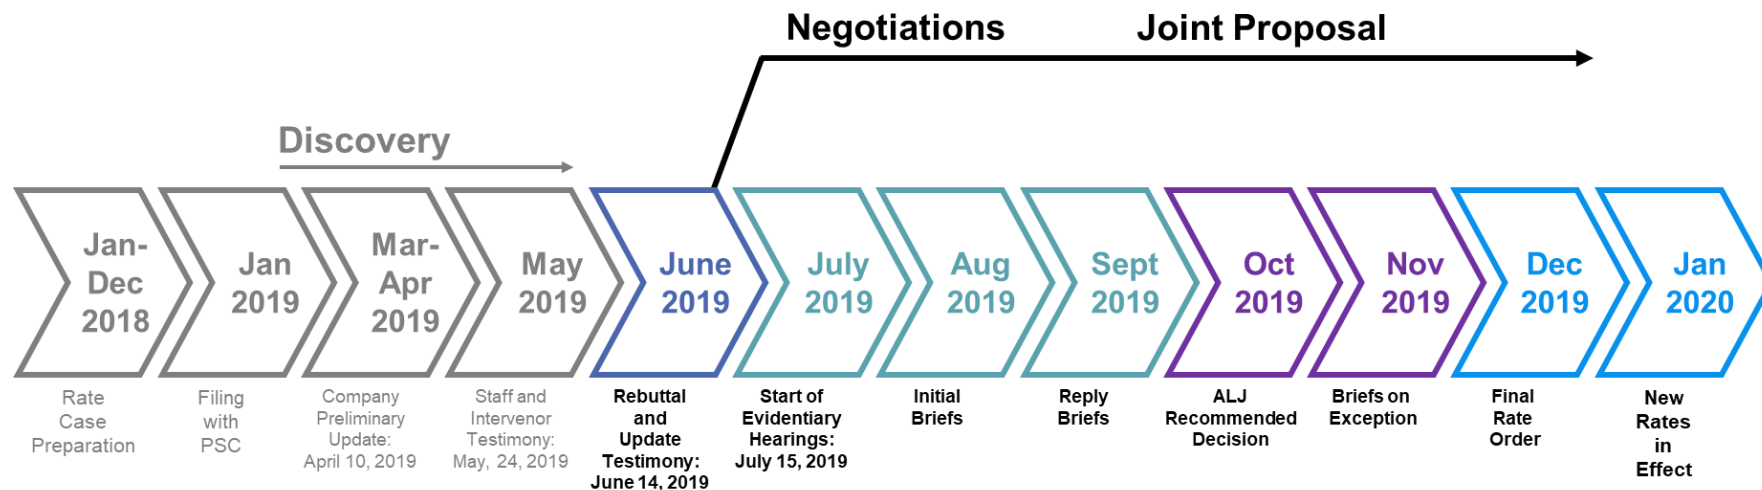 Negotiations
Joint Proposal
Discovery
Jan-
Dec
2018
Jan
2019
Mar-
Apr
2019
May
2019
June
2019
July
2019
Aug
2019
Sept
2019
Oct
2019
Nov
2019
Dec
2019
Jan
2020
Rate
Case
Preparation
Filing
with
PSC
Company
Preliminary
Update:
April 10, 2019
Staff and
Intervenor
Testimony:
May, 24, 2019
Rebuttal
and
Update
Testimony:
June 14, 2019
Start of
Evidentiary
Hearings:
July 15, 2019
Initial
Briefs
Reply
Briefs
ALJ
Recommended
Decision
Briefs on
Exception
Final
Rate
Order
New
Rates
in
Effect